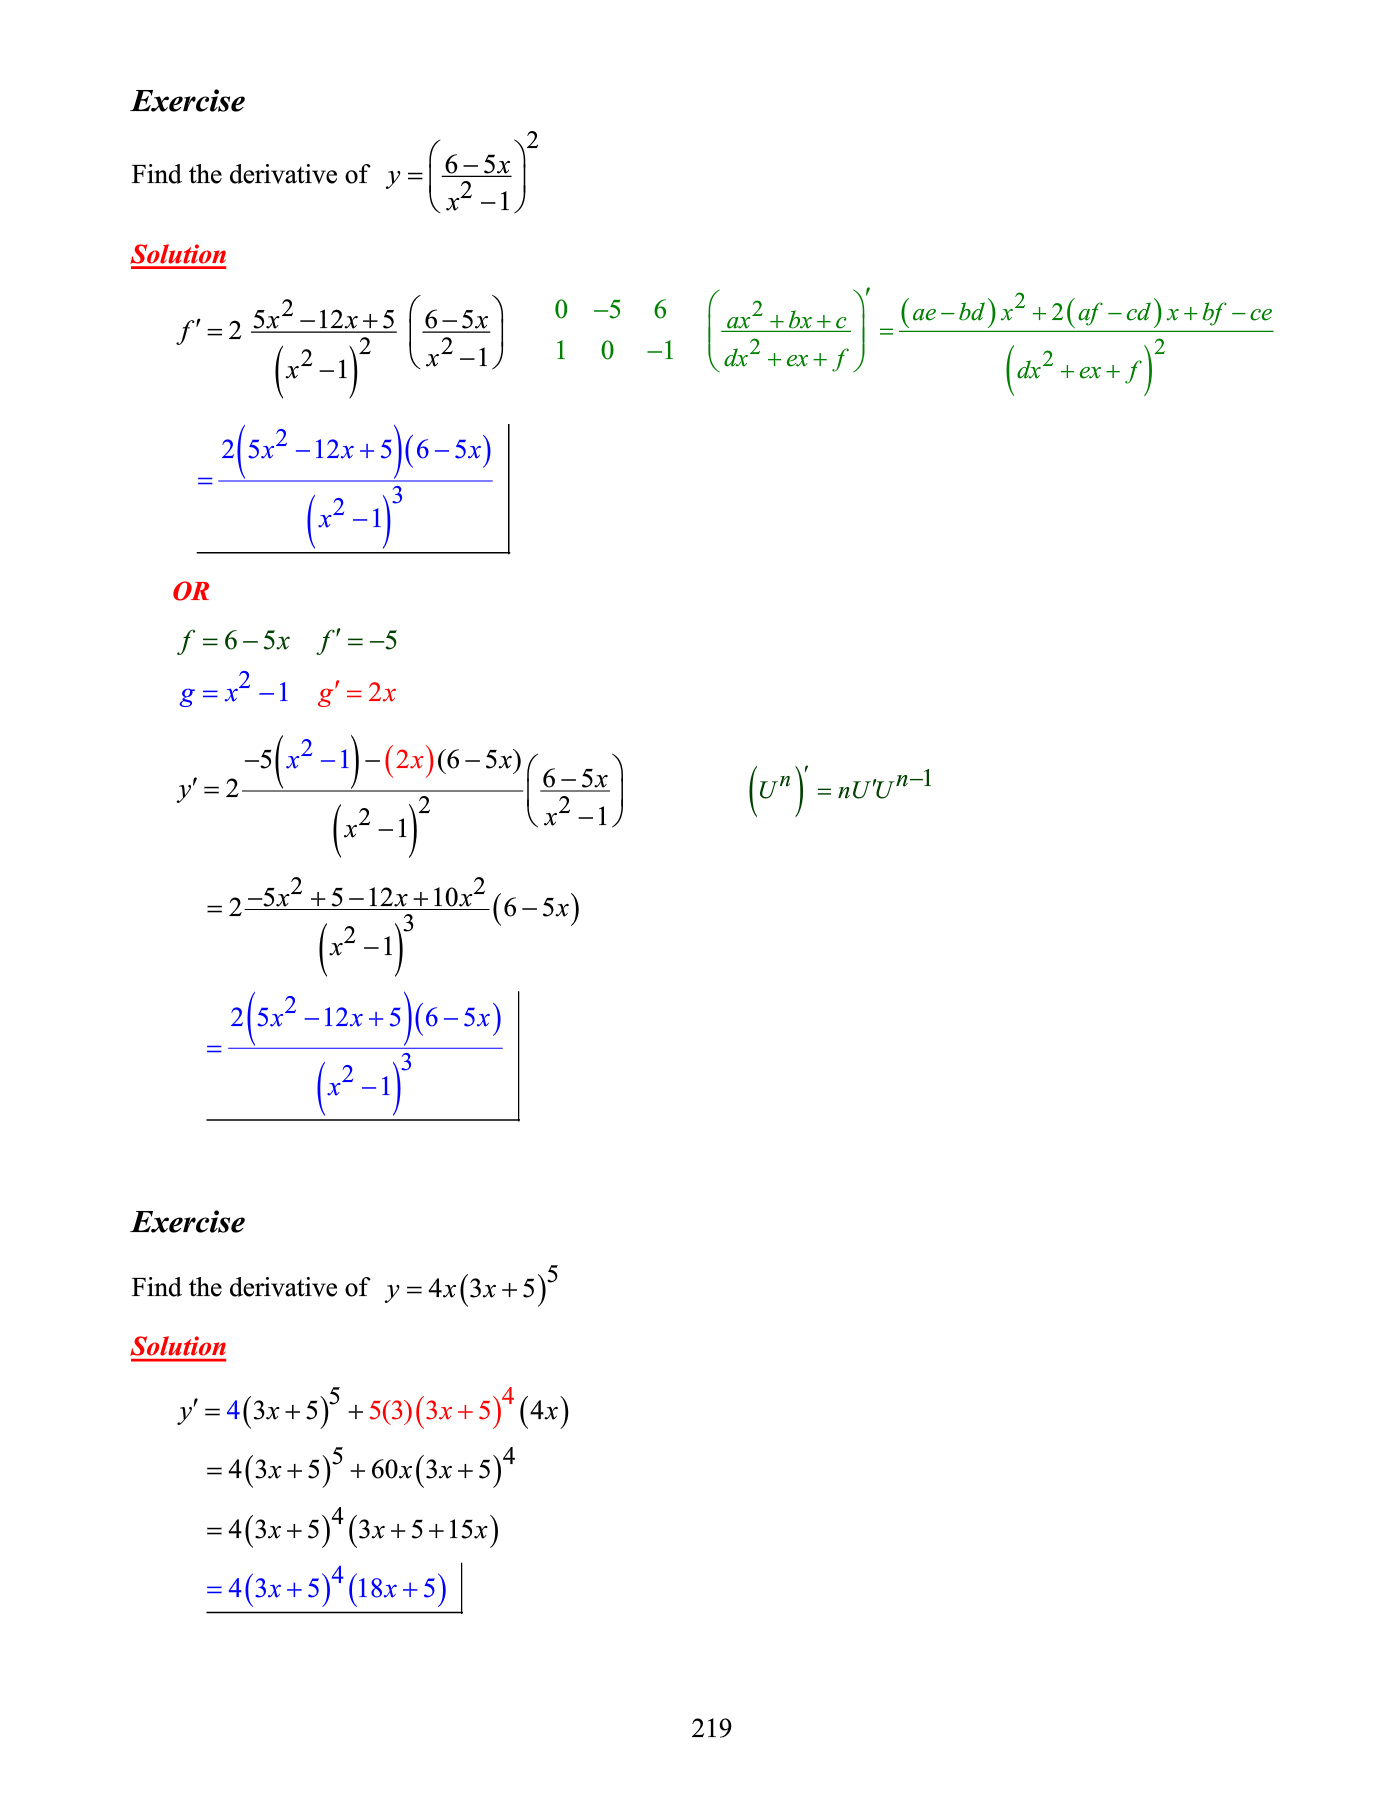 Exercise
Find the derivative of $y = \left(\frac{6-5x}{x^2-1}\right)^2$
Solution
$f' = 2\,\frac{5x^2-12x+5}{\left(x^2-1\right)^2}\left(\frac{6-5x}{x^2-1}\right)$ $\begin{matrix}0 & -5 & 6\\ 1 & 0 & -1\end{matrix}$ $\left(\frac{ax^2+bx+c}{dx^2+ex+f}\right)' = \frac{(ae-bd)x^2+2(af-cd)x+bf-ce}{\left(dx^2+ex+f\right)^2}$
$= \frac{2\left(5x^2-12x+5\right)(6-5x)}{\left(x^2-1\right)^3}$
OR
$f = 6-5x \quad f' = -5$
$g = x^2-1 \quad g' = 2x$
$y' = 2\frac{-5\left(x^2-1\right)-(2x)(6-5x)}{\left(x^2-1\right)^2}\left(\frac{6-5x}{x^2-1}\right)$ $\left(U^n\right)' = nU'U^{n-1}$
$= 2\frac{-5x^2+5-12x+10x^2}{\left(x^2-1\right)^3}(6-5x)$
$= \frac{2\left(5x^2-12x+5\right)(6-5x)}{\left(x^2-1\right)^3}$
Exercise
Find the derivative of $y = 4x(3x+5)^5$
Solution
$y' = 4(3x+5)^5 + 5(3)(3x+5)^4(4x)$
$= 4(3x+5)^5 + 60x(3x+5)^4$
$= 4(3x+5)^4(3x+5+15x)$
$= 4(3x+5)^4(18x+5)$
219